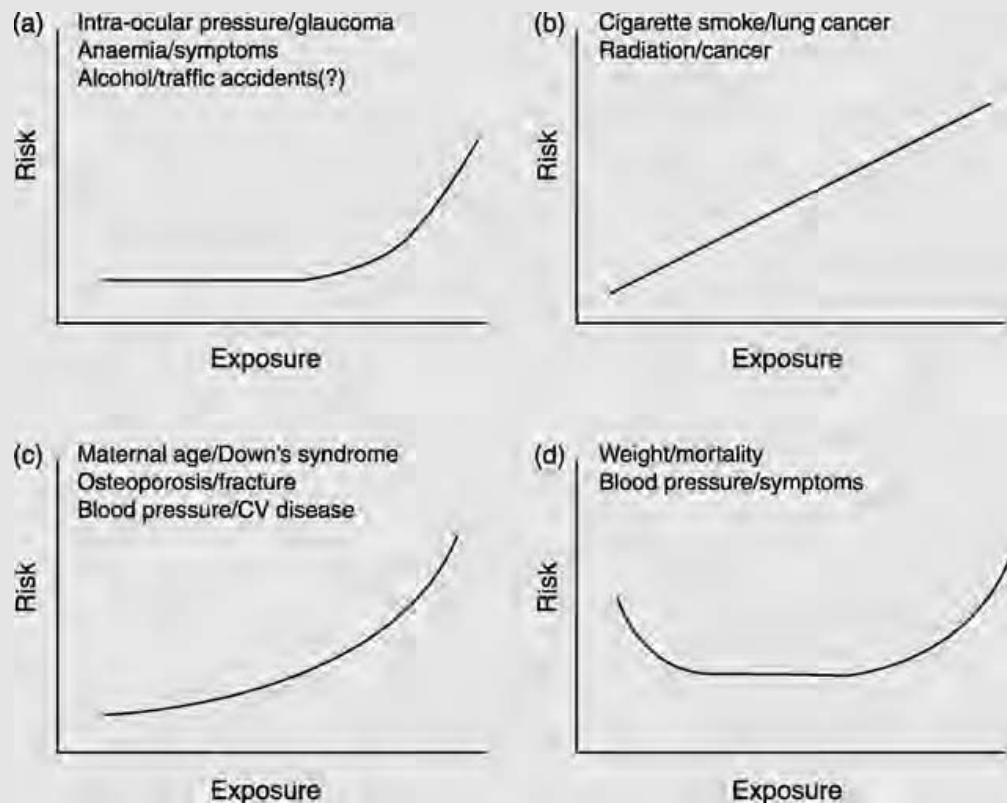 (a)
Intra-ocular pressure/glaucoma
Anaemia/symptoms
Alcohol/traffic accidents(?)
Risk
Exposure
(b)
Cigarette smoke/lung cancer
Radiation/cancer
Risk
Exposure
(c)
Maternal age/Down's syndrome
Osteoporosis/fracture
Blood pressure/CV disease
Risk
Exposure
(d)
Weight/mortality
Blood pressure/symptoms
Risk
Exposure